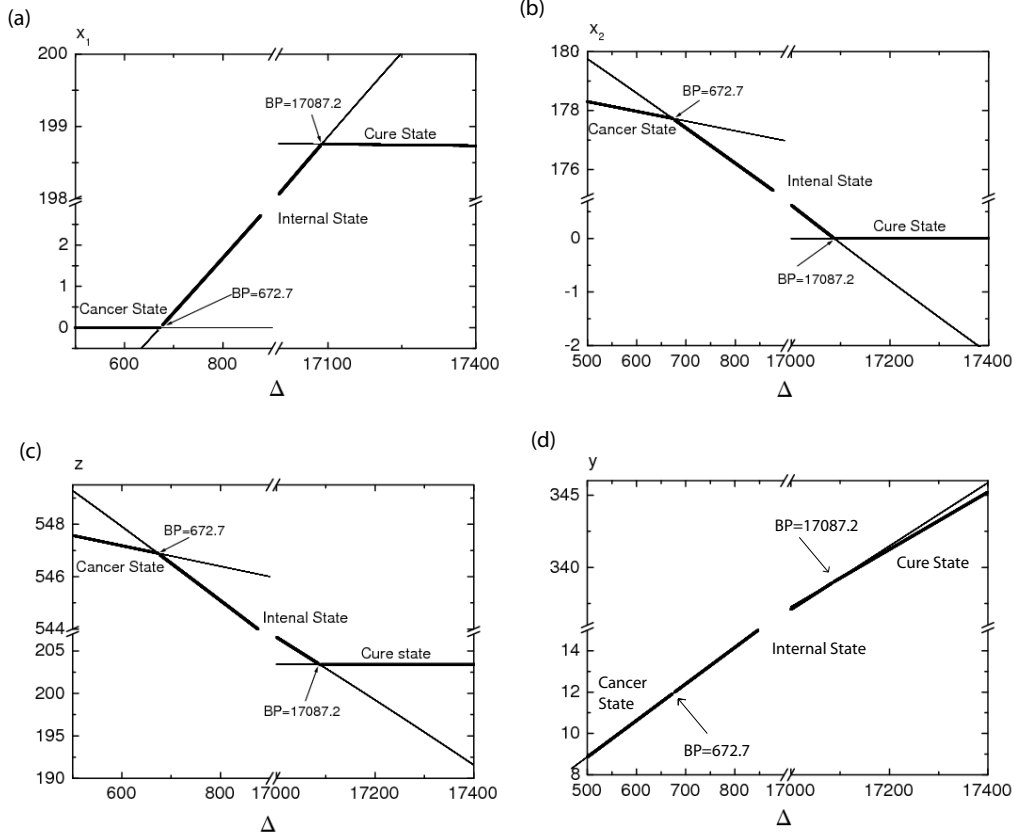 (a)
x1
200
199
198
2
1
0
BP=17087.2
Cure State
Internal State
BP=672.7
Cancer State
600
800
17100
17400
Δ
(b)
x2
180
178
176
0
-1
-2
BP=672.7
Cancer State
Intenal State
Cure State
BP=17087.2
500
600
700
800
17000
17200
17400
Δ
(c)
z
548
546
544
205
200
195
190
BP=672.7
Cancer State
Intenal State
Cure state
BP=17087.2
600
800
17000
17200
17400
Δ
(d)
y
345
340
14
12
10
8
BP=17087.2
Cure State
Internal State
Cancer
State
BP=672.7
500
600
700
800
17000
17200
17400
Δ